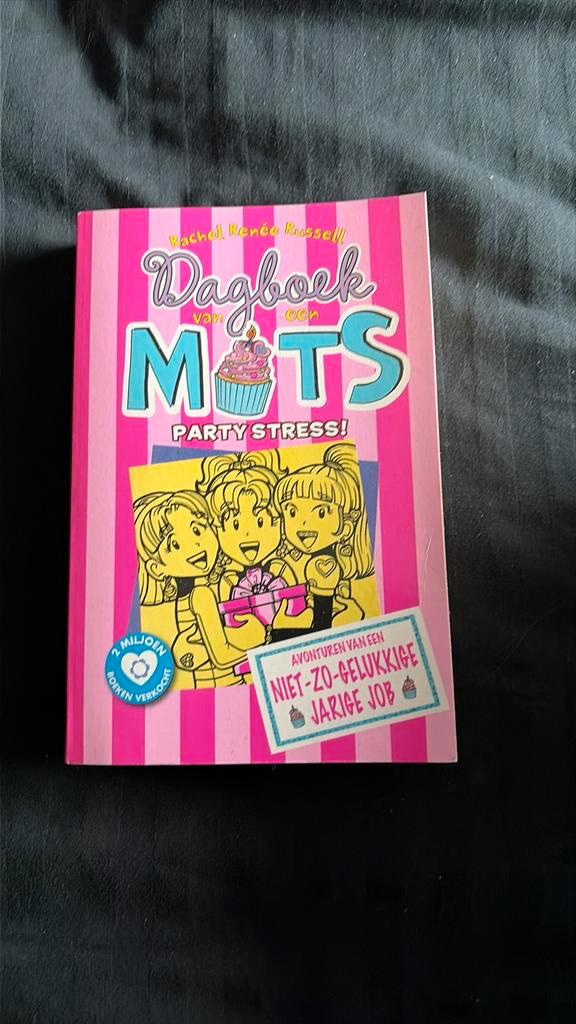 Rachel Renée Russell
Dagboek
van een
MUTS
PARTY STRESS!
2 MILJOEN
BOEKEN VERKOCHT
AVONTUREN VAN EEN
NIET-ZO-GELUKKIGE
JARIGE JOB